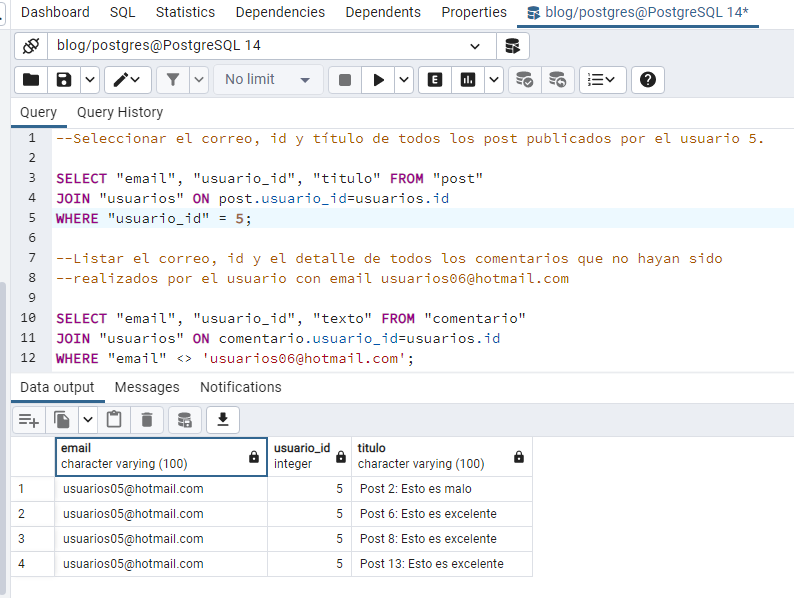 Dashboard SQL Statistics Dependencies Dependents Properties blog/postgres@PostgreSQL 14*
blog/postgres@PostgreSQL 14
No limit
E
Query Query History
1 --Seleccionar el correo, id y título de todos los post publicados por el usuario 5.
2
3 SELECT "email", "usuario_id", "titulo" FROM "post"
4 JOIN "usuarios" ON post.usuario_id=usuarios.id
5 WHERE "usuario_id" = 5;
6
7 --Listar el correo, id y el detalle de todos los comentarios que no hayan sido
8 --realizados por el usuario con email usuarios06@hotmail.com
9
10 SELECT "email", "usuario_id", "texto" FROM "comentario"
11 JOIN "usuarios" ON comentario.usuario_id=usuarios.id
12 WHERE "email" <> 'usuarios06@hotmail.com';
Data output Messages Notifications
email usuario_id titulo
character varying (100) integer character varying (100)
1 usuarios05@hotmail.com 5 Post 2: Esto es malo
2 usuarios05@hotmail.com 5 Post 6: Esto es excelente
3 usuarios05@hotmail.com 5 Post 8: Esto es excelente
4 usuarios05@hotmail.com 5 Post 13: Esto es excelente